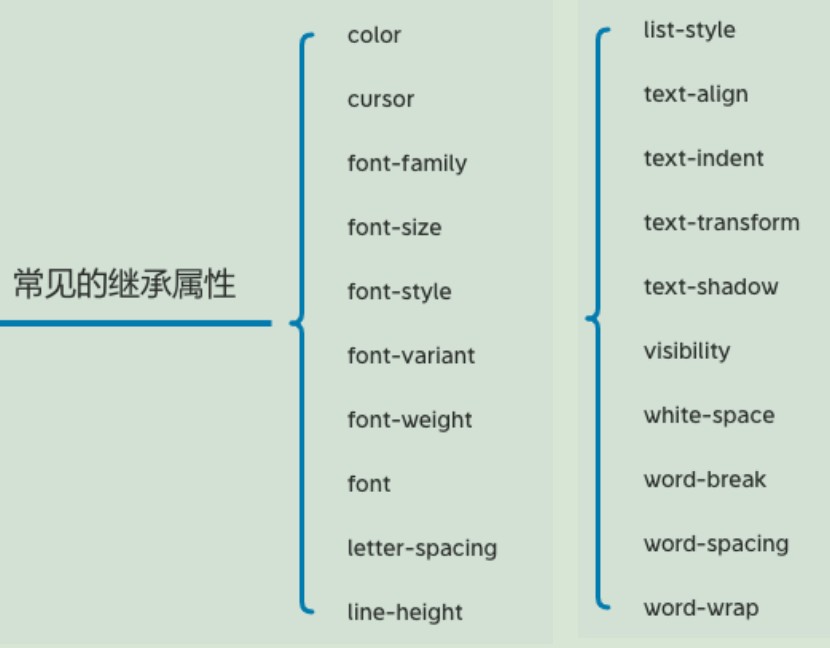 常见的继承属性
color
cursor
font-family
font-size
font-style
font-variant
font-weight
font
letter-spacing
line-height
list-style
text-align
text-indent
text-transform
text-shadow
visibility
white-space
word-break
word-spacing
word-wrap